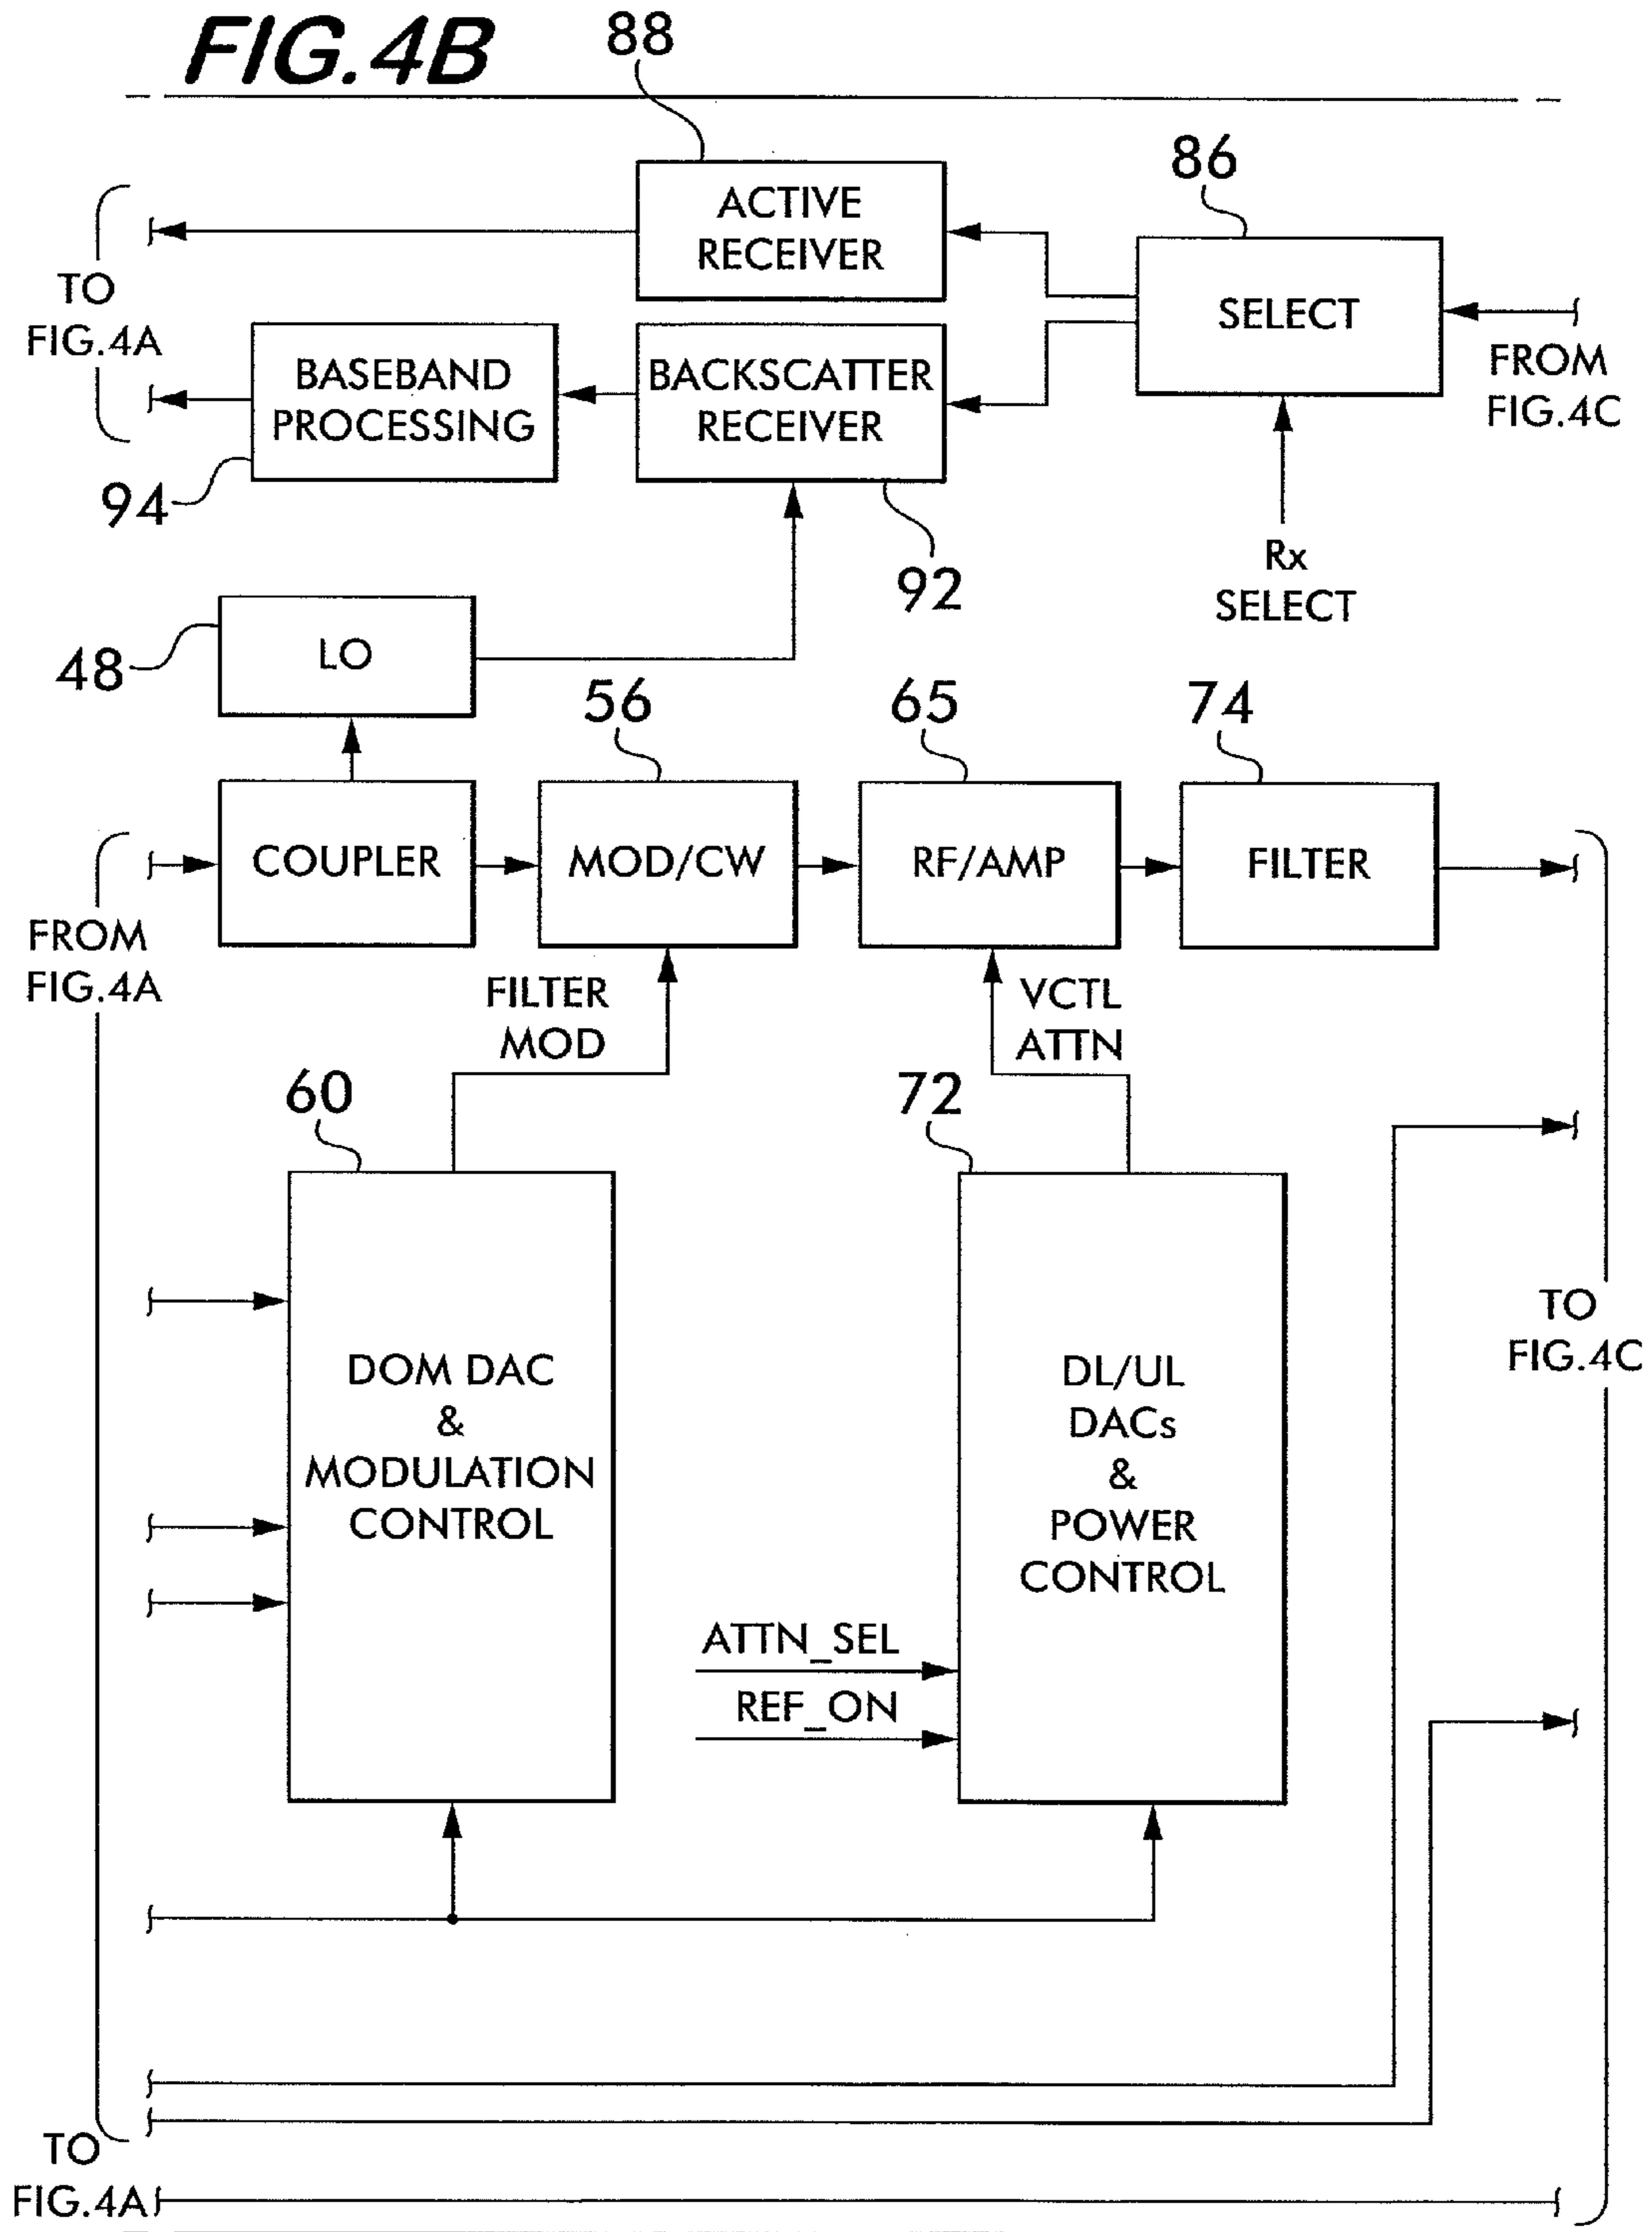 FIG.4B
88
86
ACTIVE
RECEIVER
SELECT
TO
FIG.4A
FROM
FIG.4C
BASEBAND
PROCESSING
BACKSCATTER
RECEIVER
94
92
Rx
SELECT
48
LO
56
65
74
COUPLER
MOD/CW
RF/AMP
FILTER
FROM
FIG.4A
FILTER
MOD
VCTL
ATTN
60
72
TO
FIG.4C
DOM DAC
&
MODULATION
CONTROL
DL/UL
DACs
&
POWER
CONTROL
ATTN_SEL
REF_ON
TO
FIG.4A